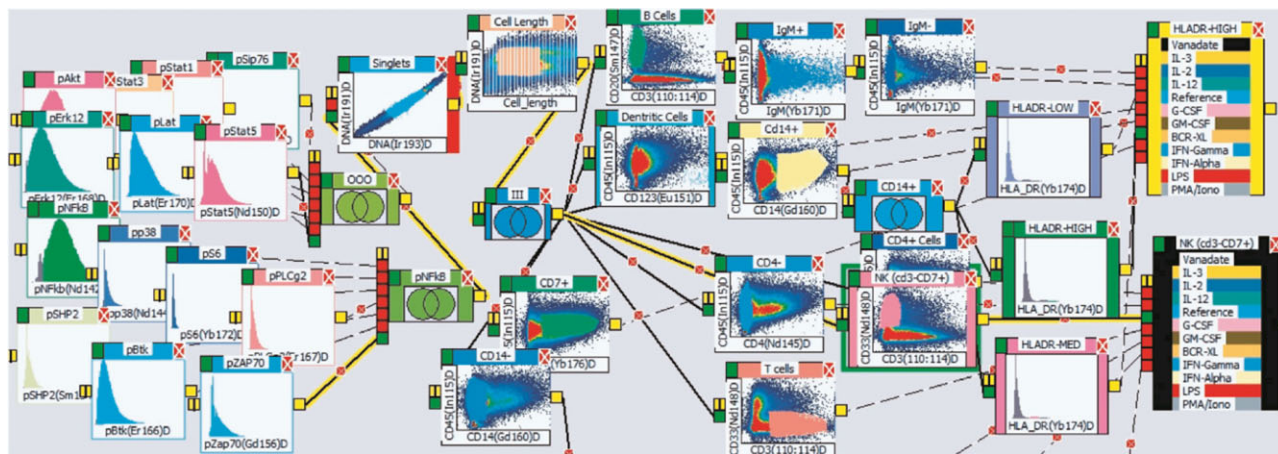 pSlp76
pStat1
Stat3
pAkt
pErk12
pErk12(Er168)D
pLat
pLat(Er170)D
pStat5
pStat5(Nd150)D
pNFkB
pNFkb(Nd142
pp38
pp38(Nd144
pS6
pS6(Yb172)D
pPLCg2
Er167)D
pSHP2
pSHP2(Sm1
pBtk
pBtk(Er166)D
pZAP70
pZap70(Gd156)D
OOO
pNFkB
Singlets
DNA(Ir191)D
DNA(Ir193)D
Cell Length
DNA(Ir191)D
Cell_length
III
B Cells
CD20(Sm147)D
CD3(110:114)D
IgM+
CD45(In115)D
IgM(Yb171)D
IgM-
CD45(In115)D
IgM(Yb171)D
Dentritic Cells
CD45(In115)D
CD123(Eu151)D
Cd14+
CD45(In115)D
CD14(Gd160)D
CD14+
HLADR-LOW
HLA_DR(Yb174)D
HLADR-HIGH
HLA_DR(Yb174)D
HLADR-MED
HLA_DR(Yb174)D
CD7+
(In115)D
(Yb176)D
CD14-
CD45(In115)D
CD14(Gd160)D
CD4-
CD45(In115)D
CD4(Nd145)D
CD4+ Cells
NK (cd3-CD7+)
CD33(Nd148)D
CD3(110:114)D
T cells
CD33(Nd148)D
CD3(110:114)D
HLADR-HIGH
Vanadate
IL-3
IL-2
IL-12
Reference
G-CSF
GM-CSF
BCR-XL
IFN-Gamma
IFN-Alpha
LPS
PMA/Iono
NK (cd3-CD7+)
Vanadate
IL-3
IL-2
IL-12
Reference
G-CSF
GM-CSF
BCR-XL
IFN-Gamma
IFN-Alpha
LPS
PMA/Iono